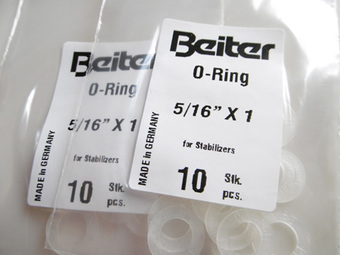 Beiter
O-Ring
5/16" X 1
for Stabilizers
10 Stk.
pcs.
MADE IN GERMANY
Beiter
O-Ring
5/16" X 1
for Stabilizers
10 Stk.
pcs.
MADE IN GERMANY